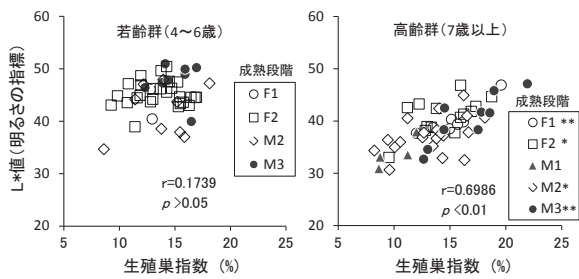 若齢群(4～6歳)
60
50
40
30
20
5 10 15 20 25
L*値(明るさの指標)
生殖巣指数 (%)
成熟段階
F1
F2
M2
M3
r=0.1739
p >0.05
高齢群(7歳以上)
60
50
40
30
20
5 10 15 20 25
生殖巣指数 (%)
成熟段階
F1 **
F2 *
M1
M2*
M3**
r=0.6986
p <0.01